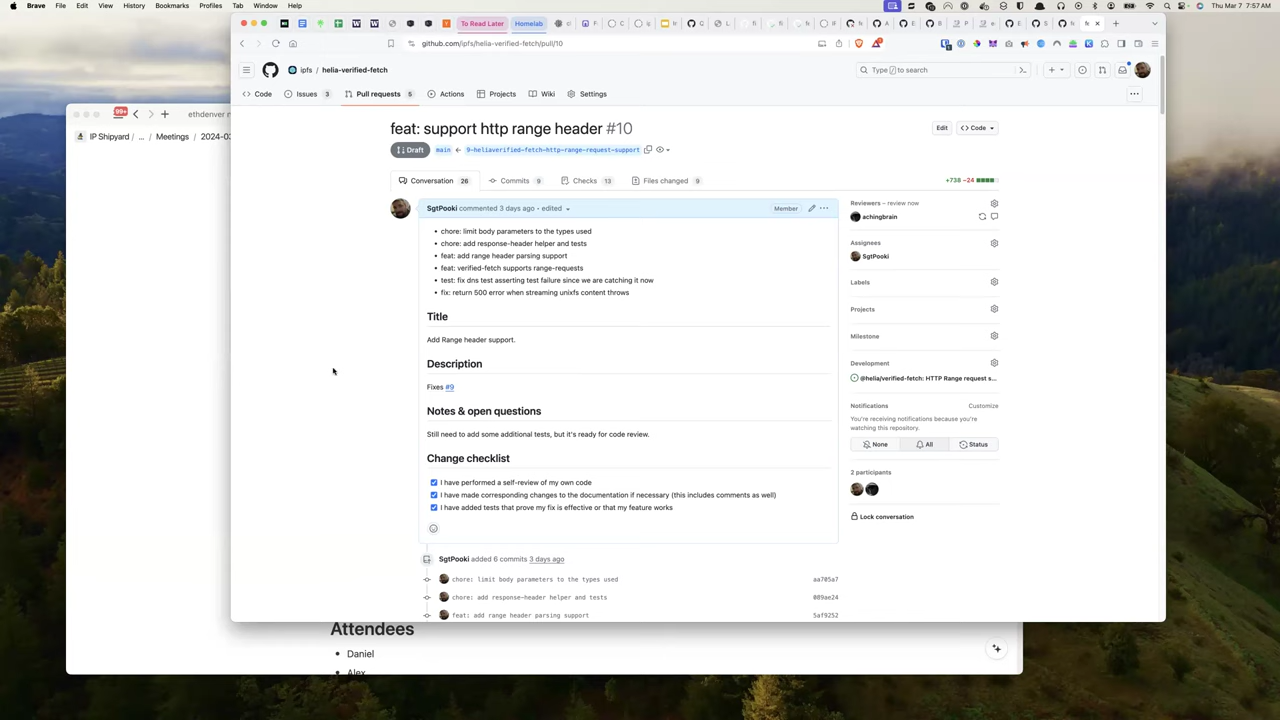 Brave File Edit View History Bookmarks Profiles Tab Window Help
Thu Mar 7 7:57 AM
To Read Later
Homelab
github.com/ipfs/helia-verified-fetch/pull/10
ipfs / helia-verified-fetch
Type / to search
Code
Issues 3
Pull requests 5
Actions
Projects
Wiki
Settings
99+
ethdenver
IP Shipyard / ... / Meetings / 2024-03
feat: support http range header #10
Edit
<> Code
Draft
main ← 9-heliaverified-fetch-http-range-request-support
Conversation 26
Commits 9
Checks 13
Files changed 9
+738 −24
SgtPooki commented 3 days ago • edited
Member
• chore: limit body parameters to the types used
• chore: add response-header helper and tests
• feat: add range header parsing support
• feat: verified-fetch supports range-requests
• test: fix dns test asserting test failure since we are catching it now
• fix: return 500 error when streaming unixfs content throws
Title
Add Range header support.
Description
Fixes #9
Notes & open questions
Still need to add some additional tests, but it's ready for code review.
Change checklist
I have performed a self-review of my own code
I have made corresponding changes to the documentation if necessary (this includes comments as well)
I have added tests that prove my fix is effective or that my feature works
SgtPooki added 6 commits 3 days ago
chore: limit body parameters to the types used aa705a7
chore: add response-header helper and tests 089ae24
feat: add range header parsing support 5af9252
Reviewers – review now
achingbrain
Assignees
SgtPooki
Labels
Projects
Milestone
Development
@helia/verified-fetch: HTTP Range request s...
Notifications
Customize
You're receiving notifications because you're
watching this repository.
None
All
Status
2 participants
Lock conversation
Attendees
• Daniel
• Alex